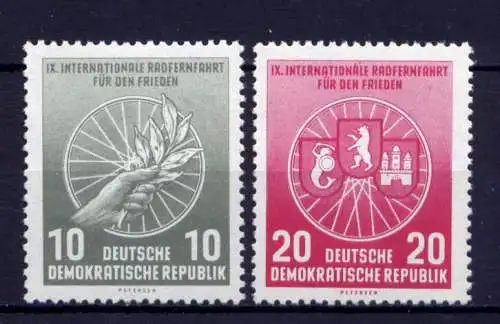 IX. INTERNATIONALE RADFERNFAHRT
FÜR DEN FRIEDEN
10 DEUTSCHE 10
DEMOKRATISCHE REPUBLIK
PETERSEN
IX. INTERNATIONALE RADFERNFAHRT
FÜR DEN FRIEDEN
20 DEUTSCHE 20
DEMOKRATISCHE REPUBLIK
PETERSEN